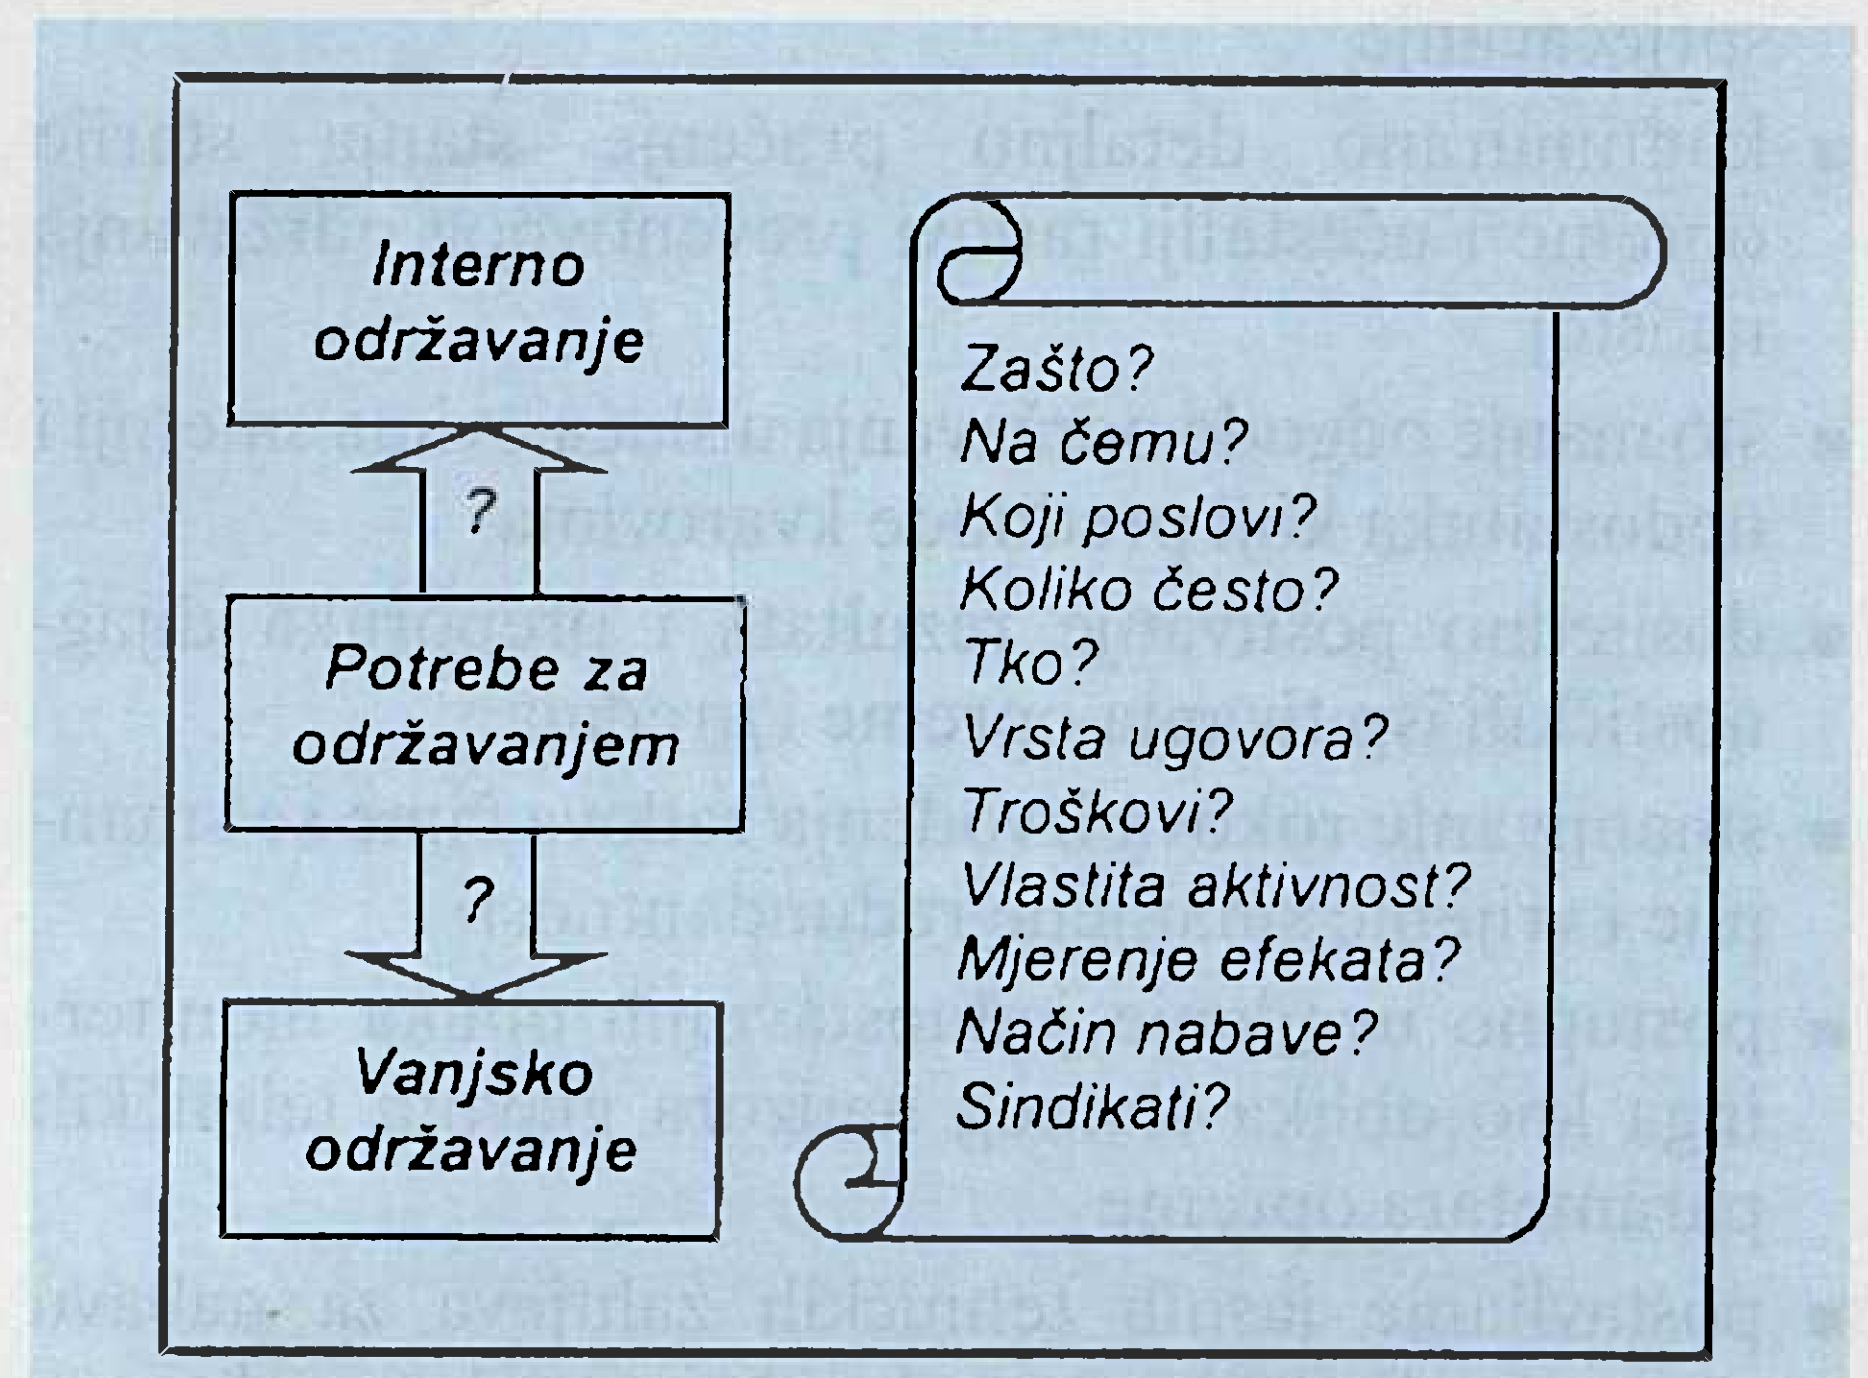 Interno
održavanje
?
Potrebe za
održavanjem
?
Vanjsko
održavanje
Zašto?
Na čemu?
Koji poslovi?
Koliko često?
Tko?
Vrsta ugovora?
Troškovi?
Vlastita aktivnost?
Mjerenje efekata?
Način nabave?
Sindikati?